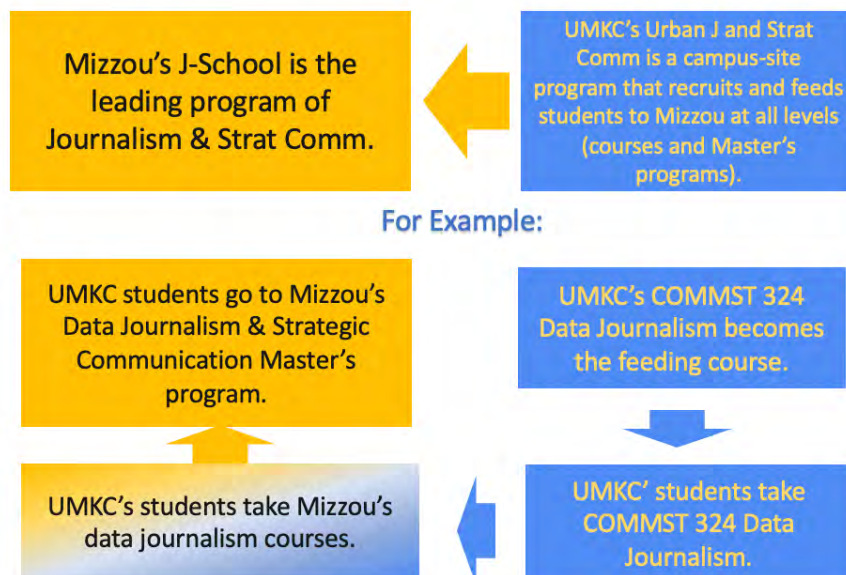 Mizzou's J-School is the
leading program of
Journalism & Strat Comm.
UMKC's Urban J and Strat
Comm is a campus-site
program that recruits and feeds
students to Mizzou at all levels
(courses and Master's
programs).
For Example:
UMKC students go to Mizzou's
Data Journalism & Strategic
Communication Master's
program.
UMKC's COMMST 324
Data Journalism becomes
the feeding course.
UMKC's students take Mizzou's
data journalism courses.
UMKC' students take
COMMST 324 Data
Journalism.